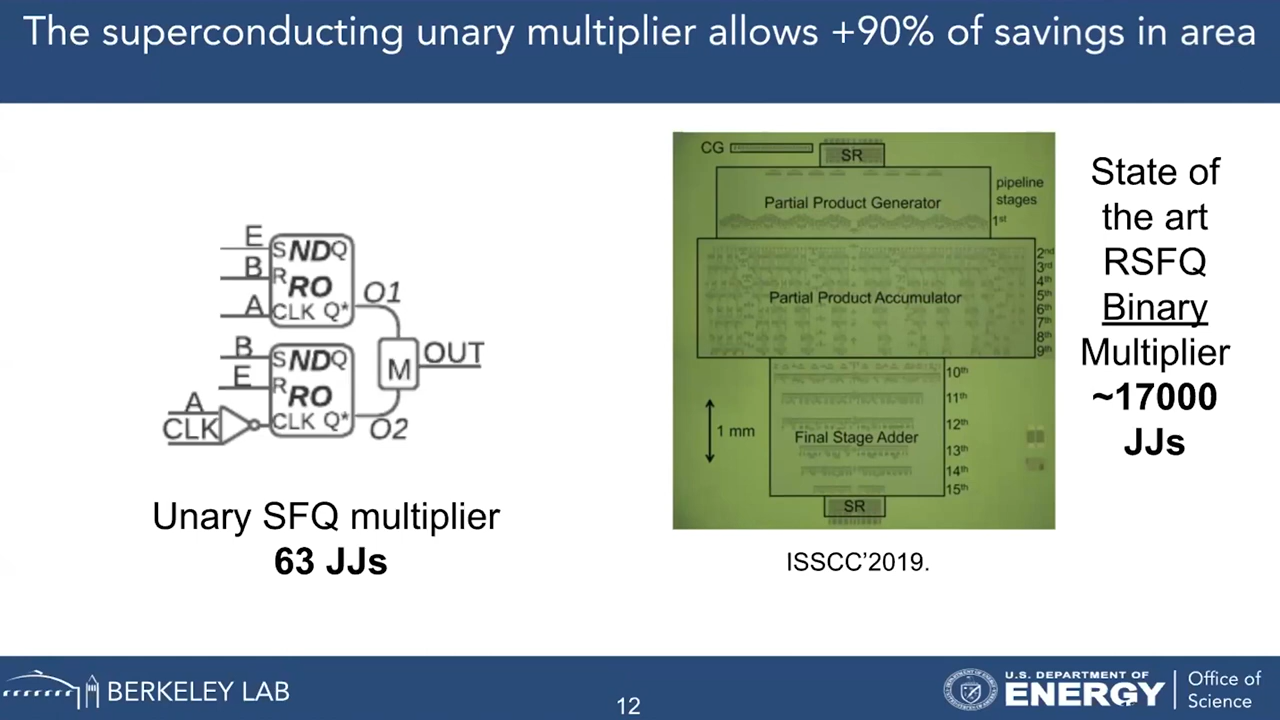 The superconducting unary multiplier allows +90% of savings in area
E
B
A
S NDQ
R RO
CLK Q*
O1
B
E
A
CLK
S NDQ
R RO
CLK Q*
O2
M
OUT
Unary SFQ multiplier
63 JJs
CG
SR
Partial Product Generator
pipeline
stages
1st
Partial Product Accumulator
2nd
3rd
4th
5th
6th
7th
8th
9th
10th
11th
12th
13th
14th
15th
1 mm
Final Stage Adder
SR
ISSCC’2019.
State of
the art
RSFQ
Binary
Multiplier
~17000
JJs
BERKELEY LAB
12
U.S. DEPARTMENT OF
ENERGY
Office of
Science